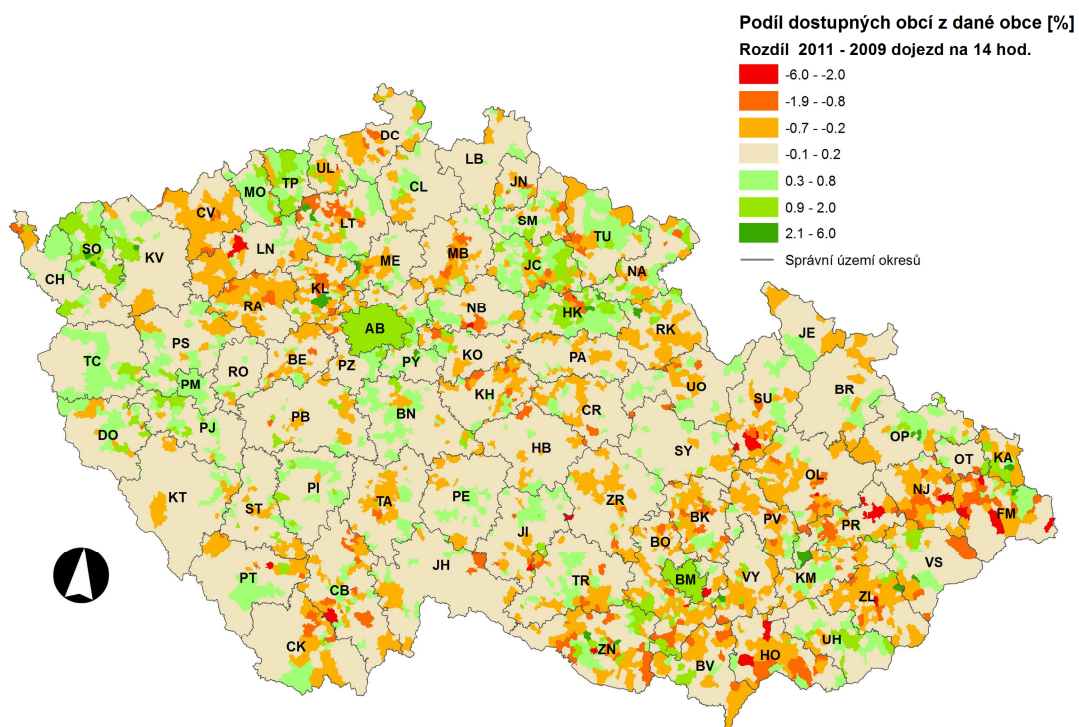 Podíl dostupných obcí z dané obce [%]
Rozdíl 2011 - 2009 dojezd na 14 hod.
-6.0 - -2.0
-1.9 - -0.8
-0.7 - -0.2
-0.1 - 0.2
0.3 - 0.8
0.9 - 2.0
2.1 - 6.0
Správní území okresů
DC
LB
UL
TP
MO
CL
JN
CV
LT
SM
TU
SO
KV
LN
ME
MB
JC
NA
CH
KL
RA
NB
HK
AB
RK
JE
TC
PS
RO
BE
PZ
PY
KO
PA
BR
PM
KH
UO
SU
PB
BN
CR
DO
PJ
OP
HB
SY
OT
KA
KT
ST
PI
TA
PE
ZR
OL
NJ
FM
JI
BK
PV
PR
BO
JH
VS
PT
CB
TR
BM
VY
KM
ZL
CK
ZN
BV
HO
UH